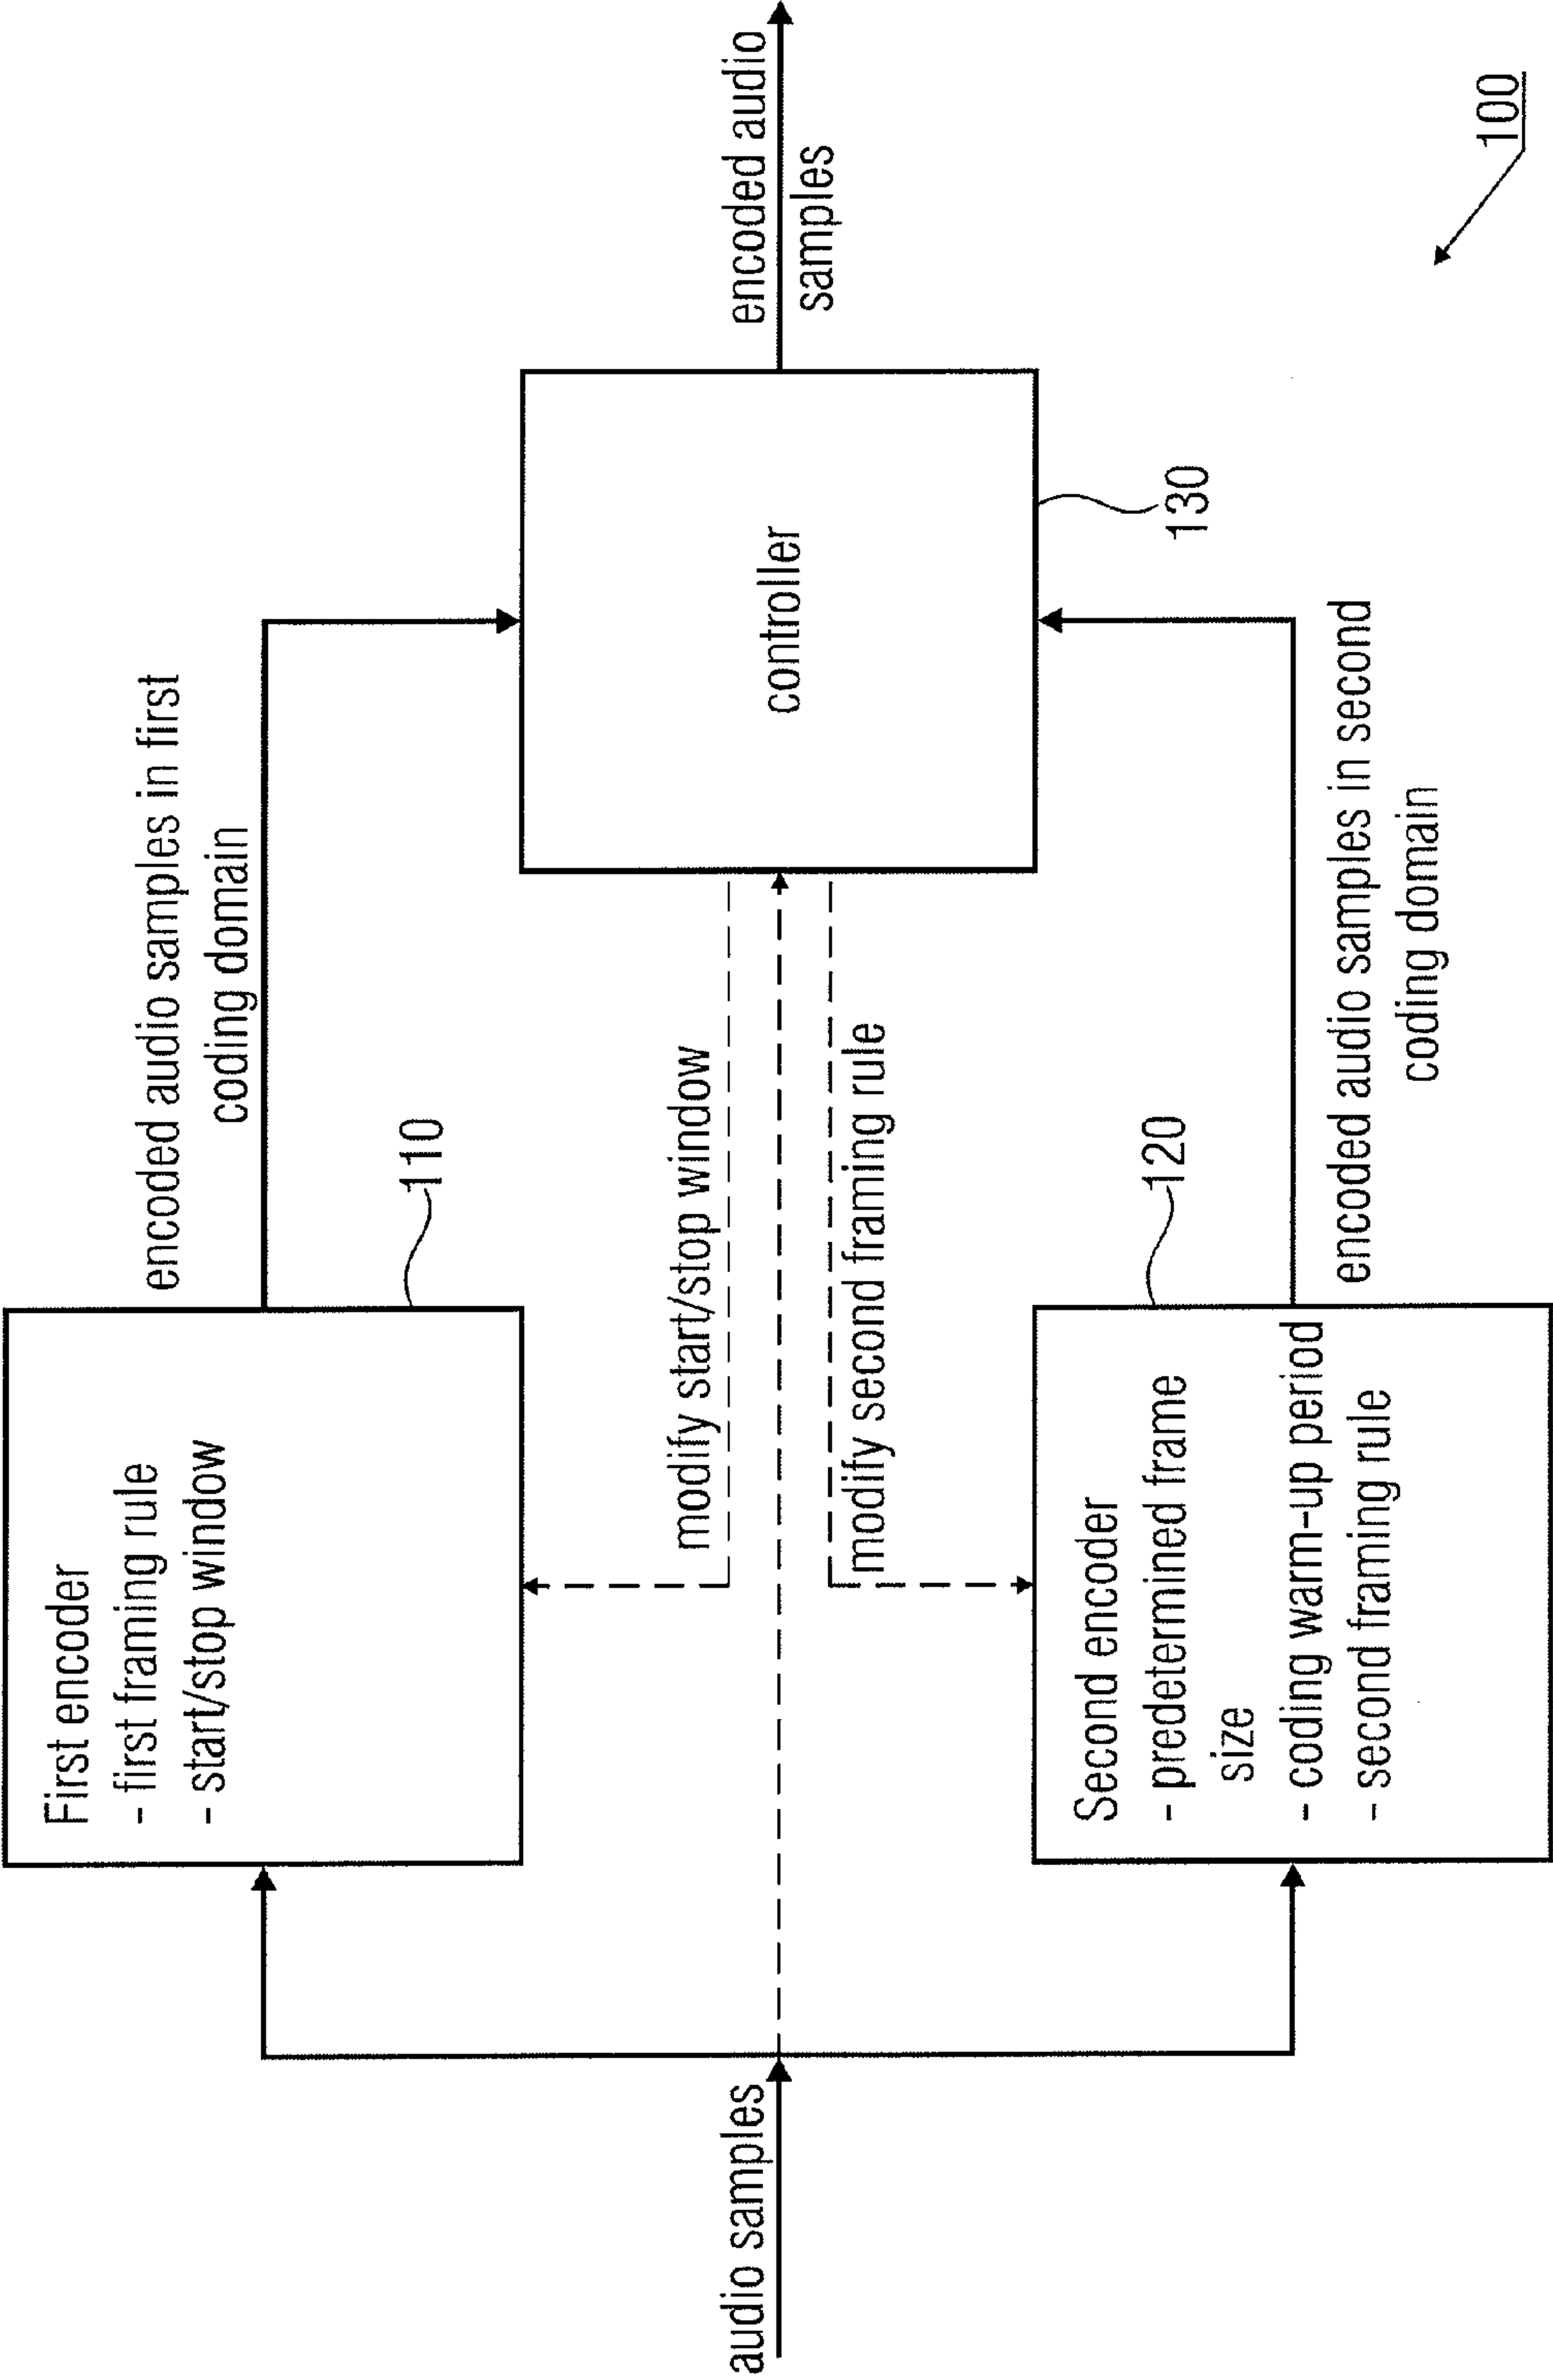 First encoder
- first framing rule
- start/stop window
110
encoded audio samples in first
coding domain
audio samples
modify start/stop window
modify second framing rule
controller
130
encoded audio
samples
Second encoder
- predetermined frame
size
- coding warm-up period
- second framing rule
120
encoded audio samples in second
coding domain
100